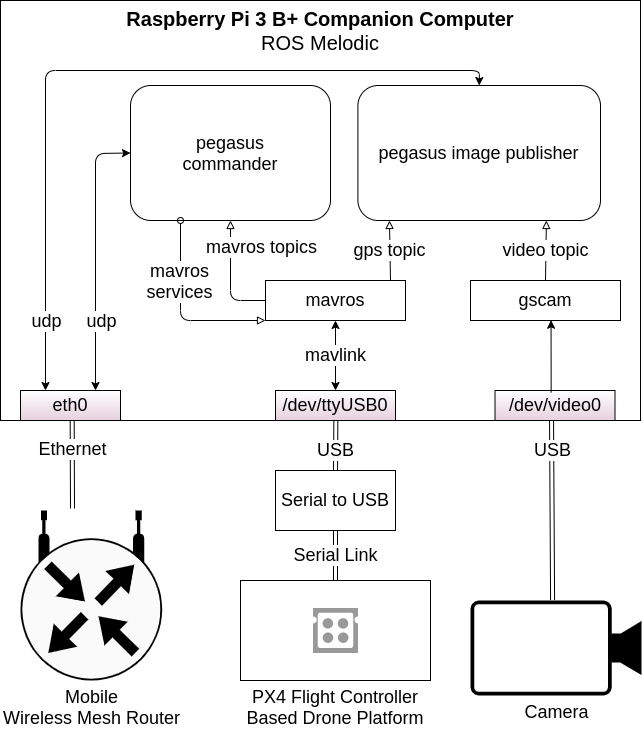 Raspberry Pi 3 B+ Companion Computer
ROS Melodic
pegasus
commander
pegasus image publisher
mavros topics
gps topic
video topic
mavros
services
mavros
gscam
udp
udp
mavlink
eth0
/dev/ttyUSB0
/dev/video0
Ethernet
USB
USB
Serial to USB
Serial Link
Mobile
Wireless Mesh Router
PX4 Flight Controller
Based Drone Platform
Camera